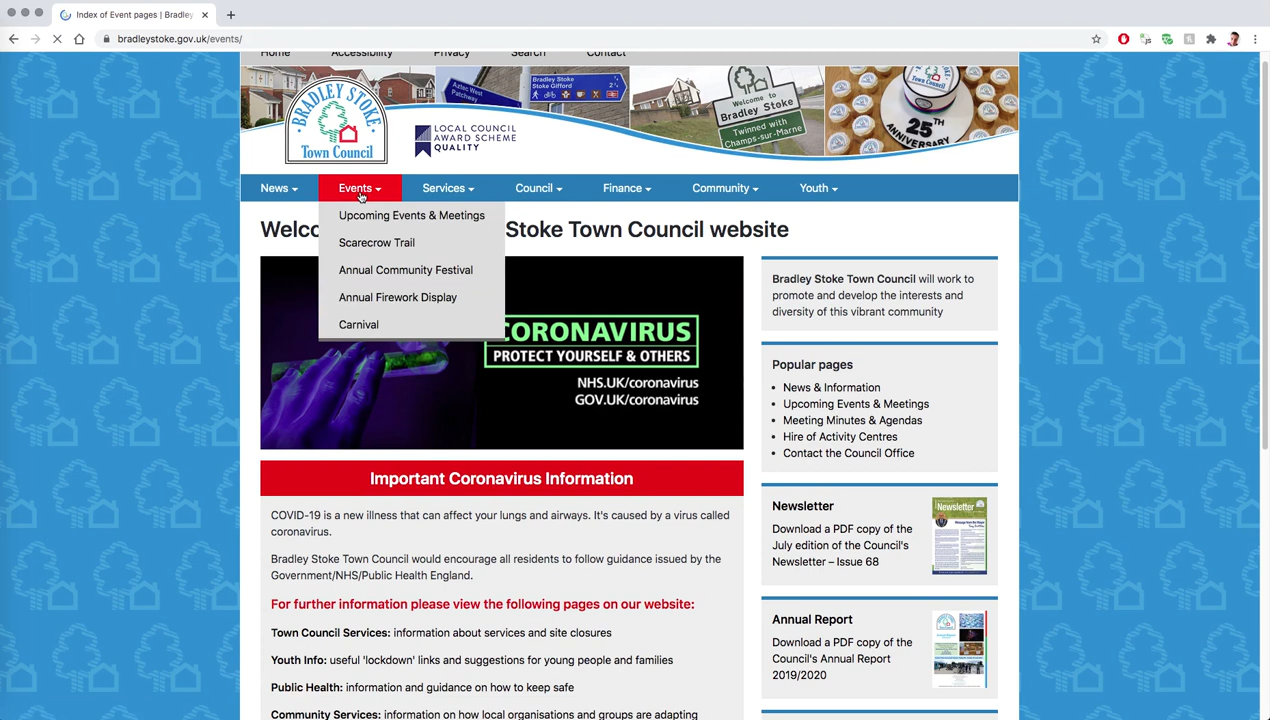 Index of Event pages | Bradley
bradleystoke.gov.uk/events/
Home Accessibility Privacy Search Contact
BRADLEY STOKE
Town Council
LOCAL COUNCIL
AWARD SCHEME
QUALITY
Aztec West
Patchway
Bradley Stoke
Stoke Gifford
Welcome to
Bradley Stoke
Twinned with
Champs-sur-Marne
25TH
ANNIVERSARY
News Events Services Council Finance Community Youth
Upcoming Events & Meetings
Scarecrow Trail
Annual Community Festival
Annual Firework Display
Carnival
Welco Stoke Town Council website
CORONAVIRUS
PROTECT YOURSELF & OTHERS
NHS.UK/coronavirus
GOV.UK/coronavirus
Important Coronavirus Information
COVID-19 is a new illness that can affect your lungs and airways. It's caused by a virus called
coronavirus.
Bradley Stoke Town Council would encourage all residents to follow guidance issued by the
Government/NHS/Public Health England.
For further information please view the following pages on our website:
Town Council Services: information about services and site closures
Youth Info: useful 'lockdown' links and suggestions for young people and families
Public Health: information and guidance on how to keep safe
Community Services: information on how local organisations and groups are adapting
Bradley Stoke Town Council will work to
promote and develop the interests and
diversity of this vibrant community
Popular pages
News & Information
Upcoming Events & Meetings
Meeting Minutes & Agendas
Hire of Activity Centres
Contact the Council Office
Newsletter
Download a PDF copy of the
July edition of the Council's
Newsletter – Issue 68
Newsletter
Annual Report
Download a PDF copy of the
Council's Annual Report
2019/2020